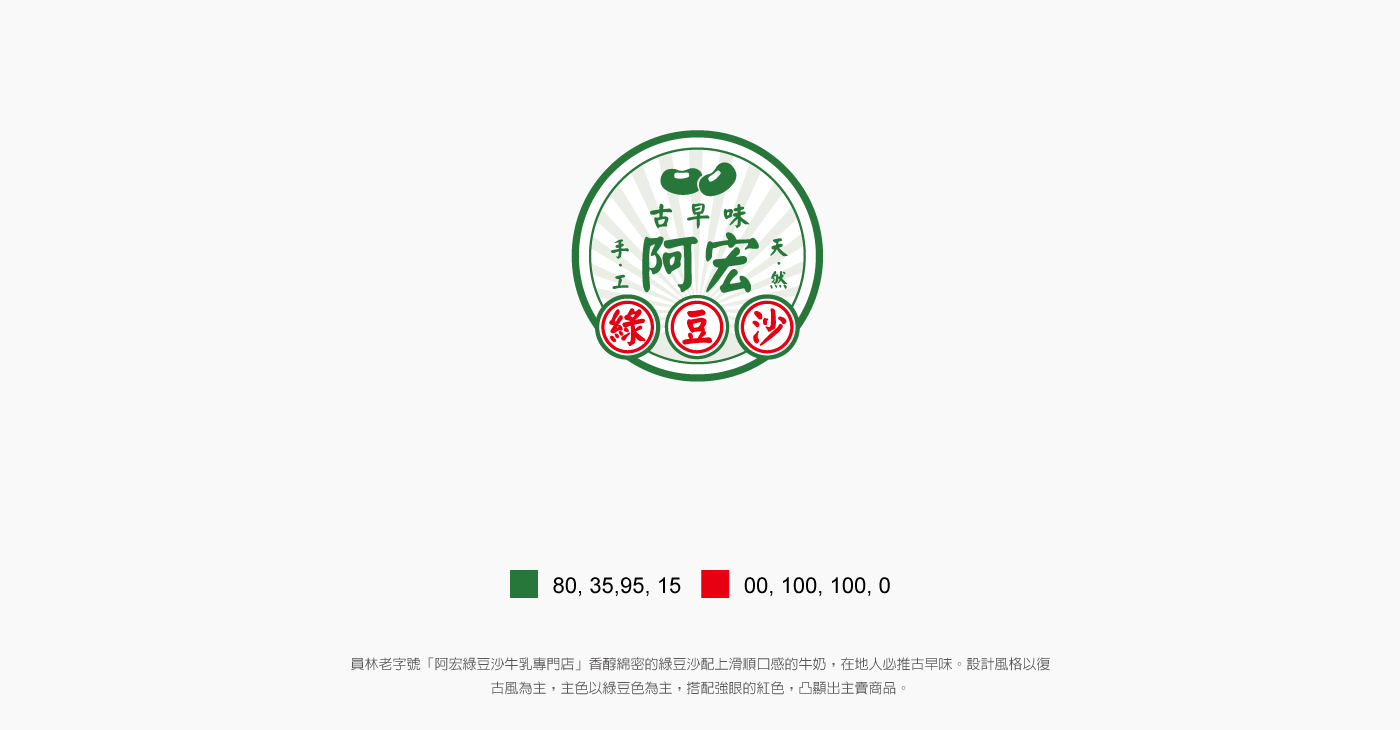 古早味
手·工
阿宏
天·然
綠豆沙
80, 35,95, 15
00, 100, 100, 0
員林老字號「阿宏綠豆沙牛乳專門店」香醇綿密的綠豆沙配上滑順口感的牛奶，在地人必推古早味。設計風格以復
古風為主，主色以綠豆色為主，搭配強眼的紅色，凸顯出主賣商品。